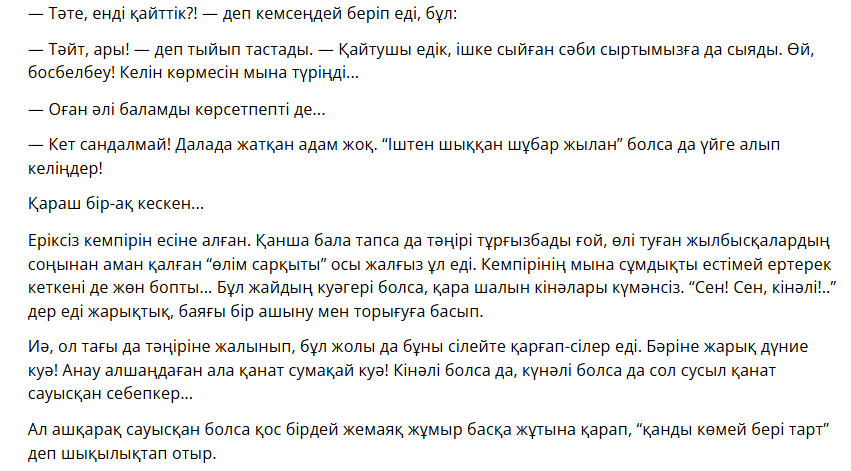 — Тәте, енді қайттік?! — деп кемсеңдей беріп еді, бұл:
— Тәйт, ары! — деп тыйып тастады. — Қайтушы едік, ішке сыйған сәби сыртымызға да сыяды. Өй,
босбелбеу! Келін көрмесін мына түріңді...
— Оған әлі баламды көрсетпепті де...
— Кет сандалмай! Далада жатқан адам жоқ. “Іштен шыққан шұбар жылан” болса да үйге алып
келіңдер!
Қараш бір-ақ кескен...
Еріксіз кемпірін есіне алған. Қанша бала тапса да тәңірі тұрғызбады ғой, өлі туған жылбысқалардың
соңынан аман қалған “өлім сарқыты” осы жалғыз ұл еді. Кемпірінің мына сұмдықты естімей ертерек
кеткені де жөн бопты... Бұл жайдың куәгері болса, қара шалын кінәлары күмәнсіз. “Сен! Сен, кінәлі!..”
дер еді жарықтық, баяғы бір ашыну мен торығуға басып.
Иә, ол тағы да тәңіріне жалынып, бұл жолы да бұны сілейте қарғап-сілер еді. Бәріне жарық дүние
куә! Анау алшаңдаған ала қанат сумақай куә! Кінәлі болса да, күнәлі болса да сол сусыл қанат
сауысқан себепкер...
Ал ашқарақ сауысқан болса қос бірдей жемаяқ жұмыр басқа жұтына қарап, “қанды көмей бері тарт”
деп шықылықтап отыр.